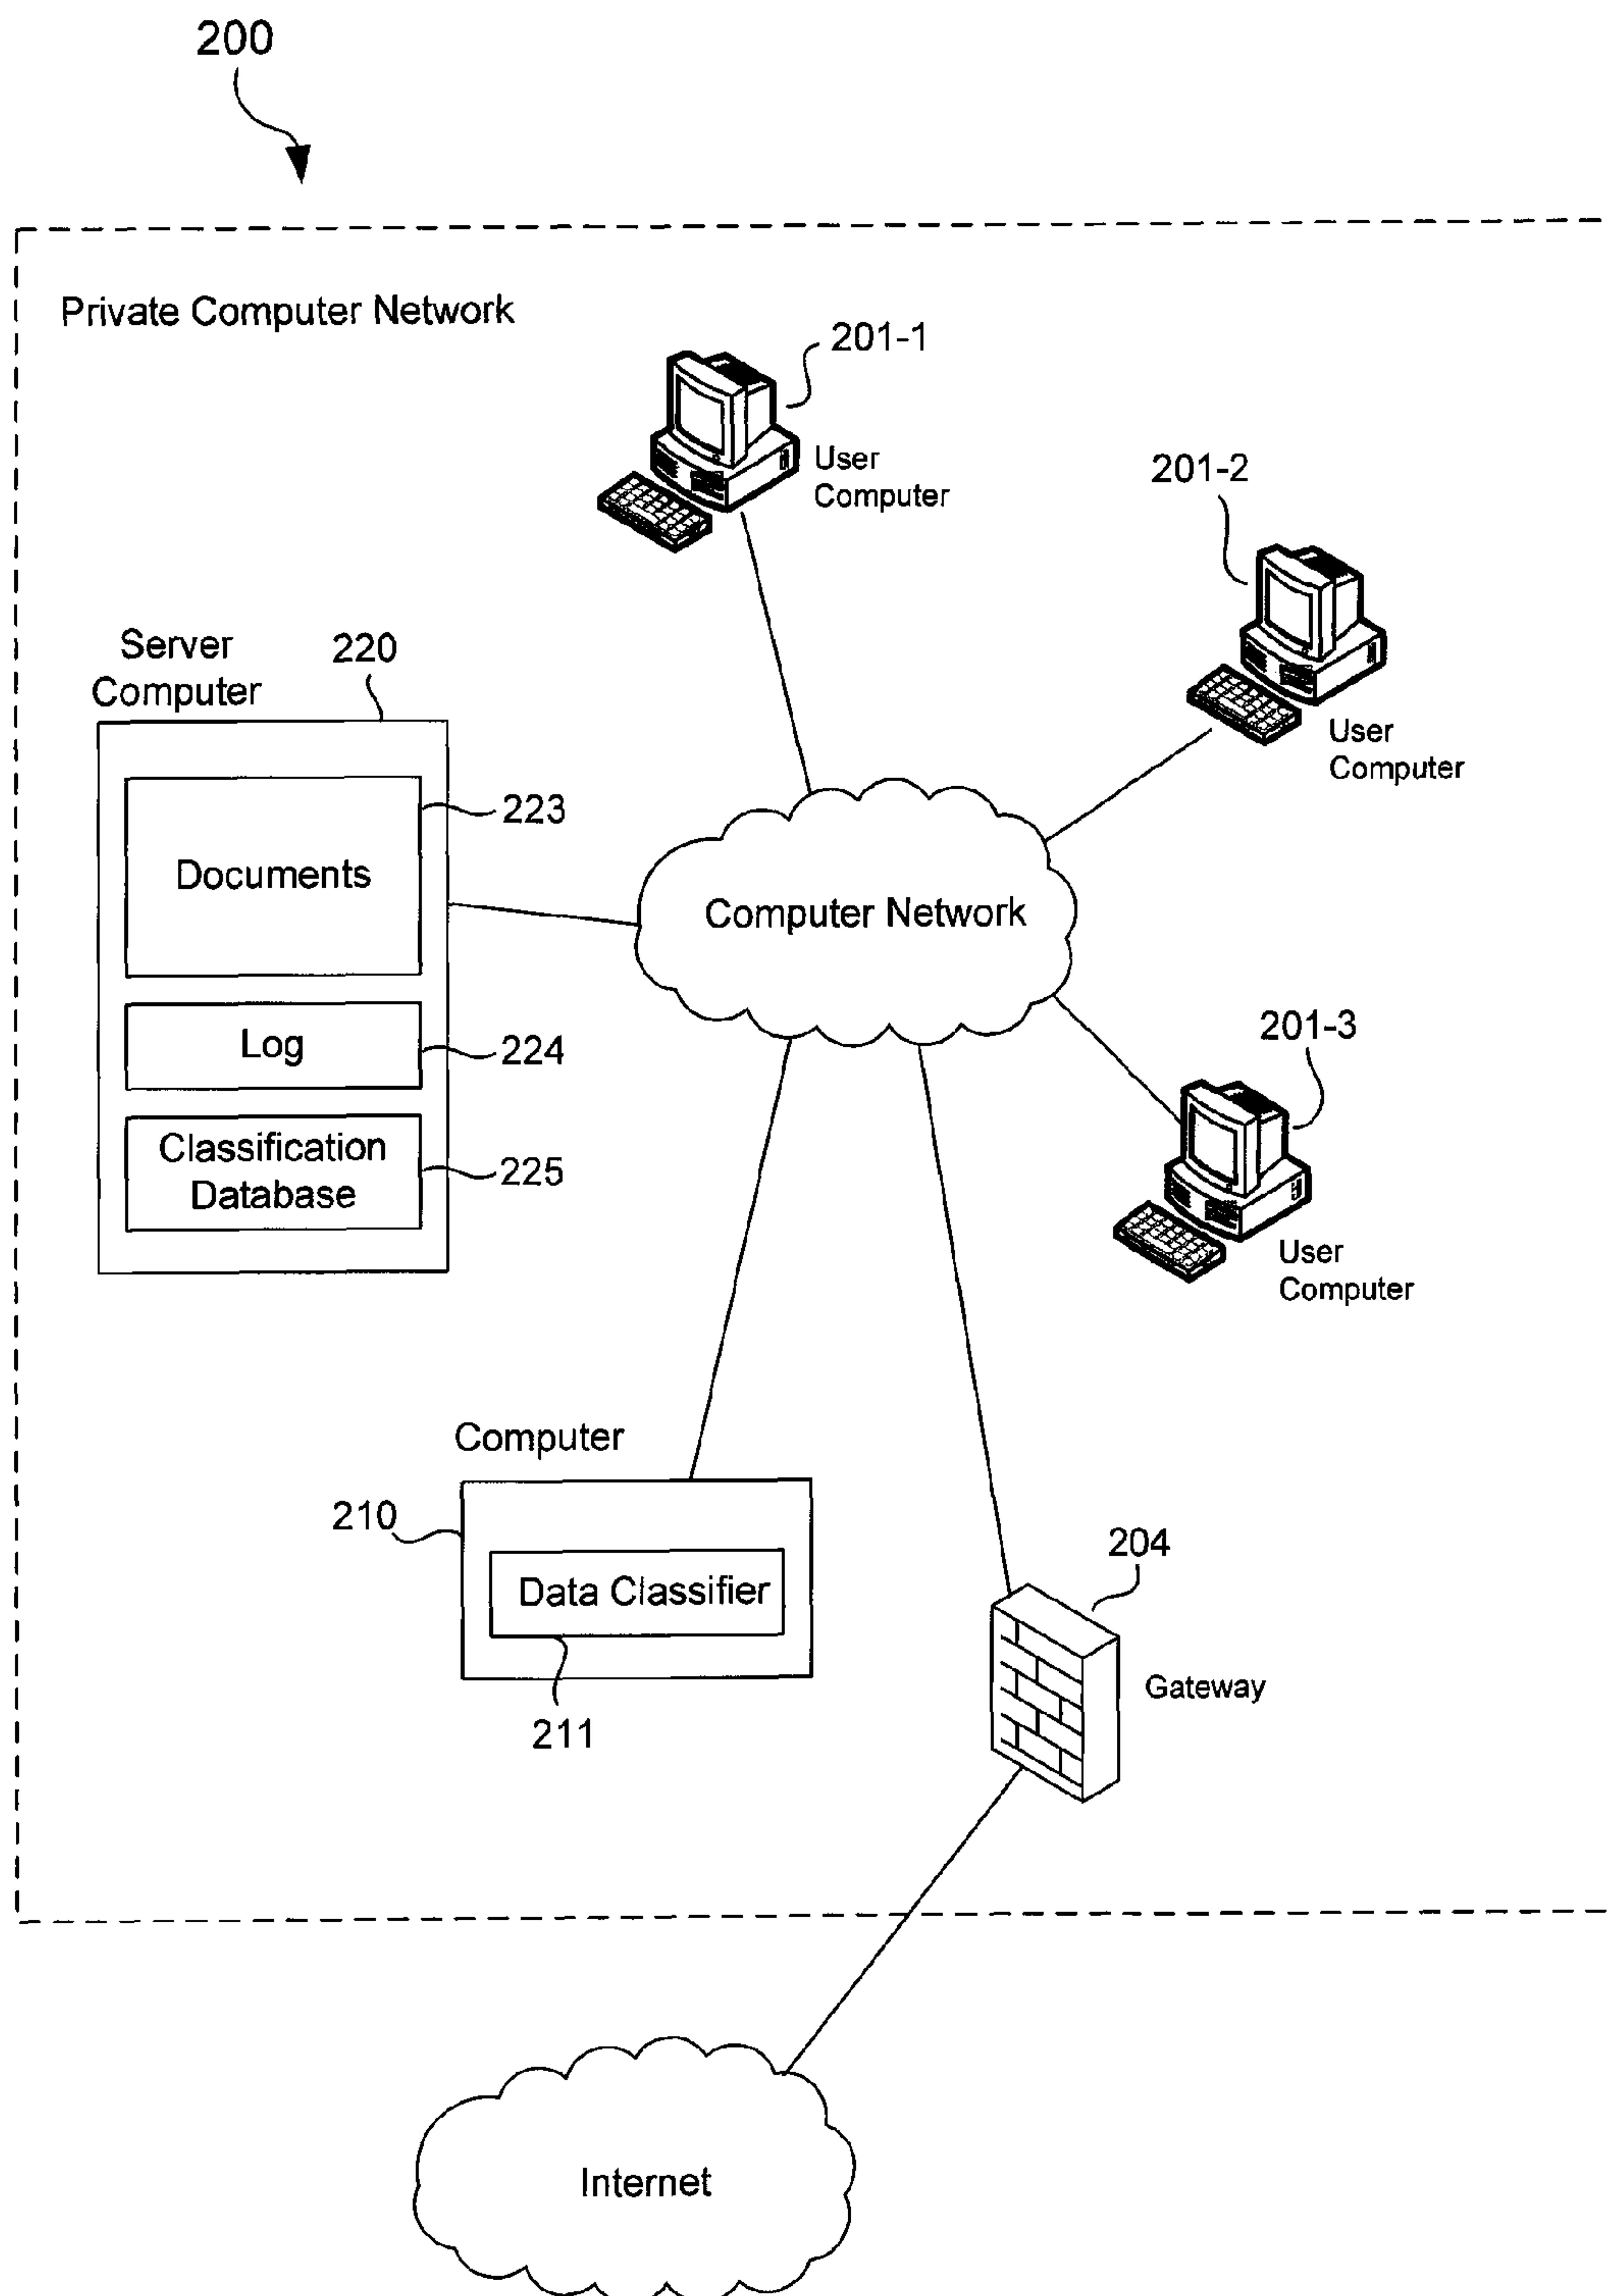 200
Private Computer Network
201-1
User
Computer
201-2
User
Computer
Server
Computer
220
Documents
223
Log
224
Classification
Database
225
Computer Network
201-3
User
Computer
Computer
210
Data Classifier
211
204
Gateway
Internet